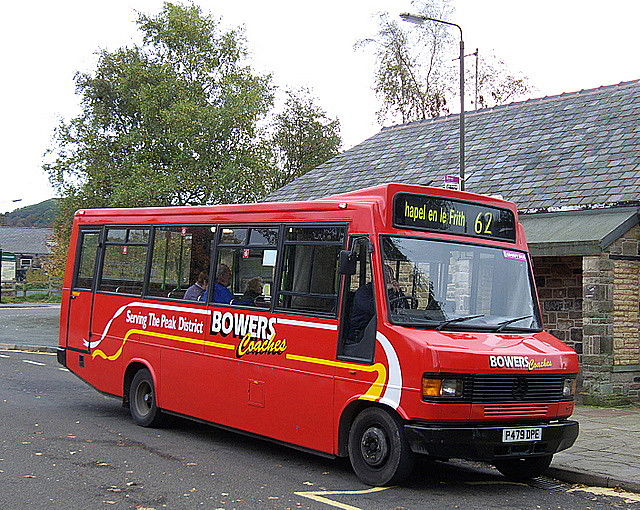 hapel en le Frith 62
Serving The Peak District
BOWERS
Coaches
BOWERS Coaches
P479 DPE